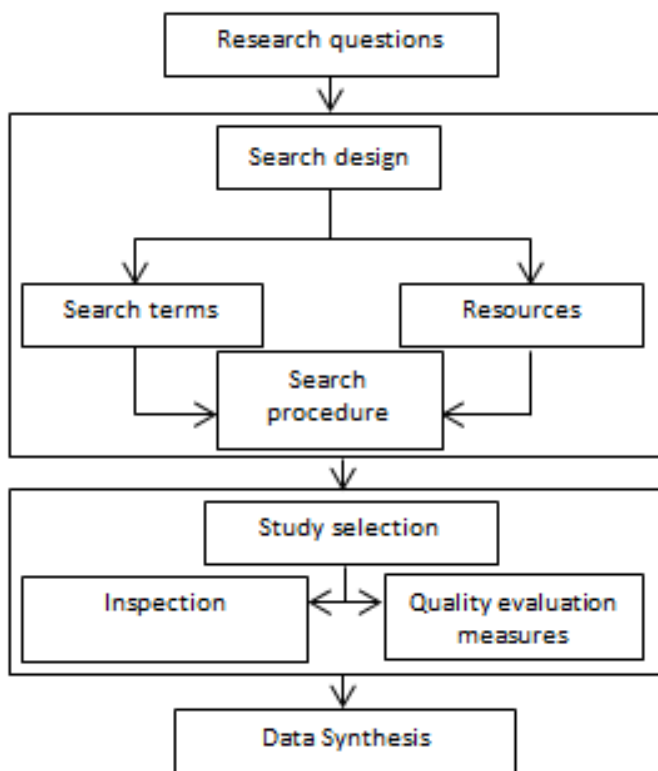 Research questions
Search design
Search terms
Resources
Search
procedure
Study selection
Inspection
Quality evaluation
measures
Data Synthesis